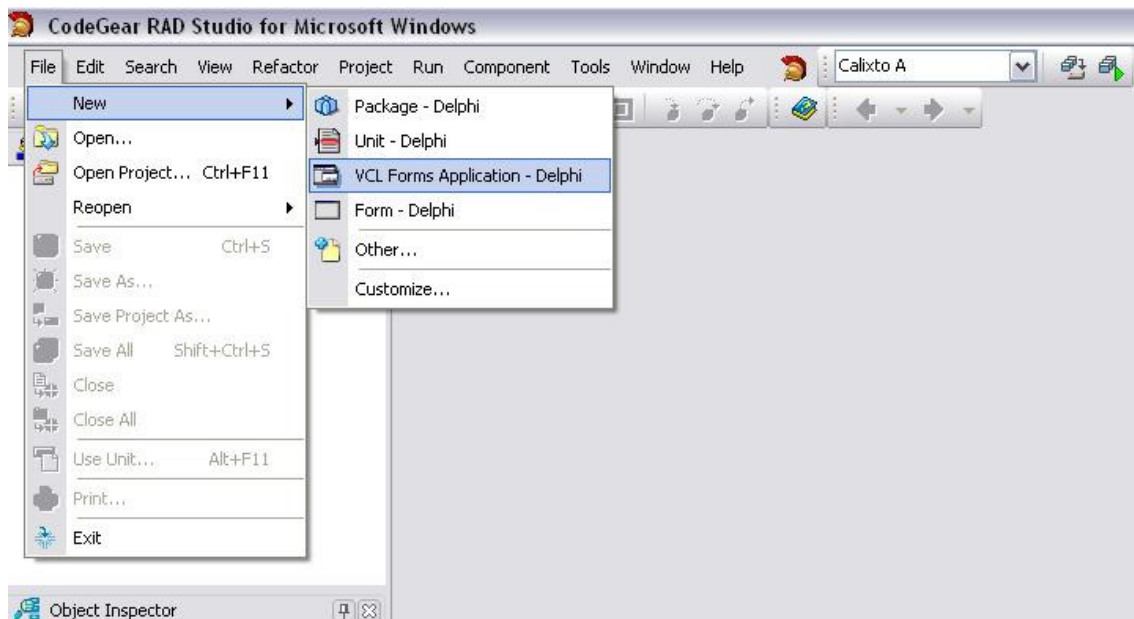 CodeGear RAD Studio for Microsoft Windows
File Edit Search View Refactor Project Run Component Tools Window Help Calixto A
New
Open...
Open Project... Ctrl+F11
Reopen
Save Ctrl+S
Save As...
Save Project As...
Save All Shift+Ctrl+S
Close
Close All
Use Unit... Alt+F11
Print...
Exit
Package - Delphi
Unit - Delphi
VCL Forms Application - Delphi
Form - Delphi
Other...
Customize...
Object Inspector